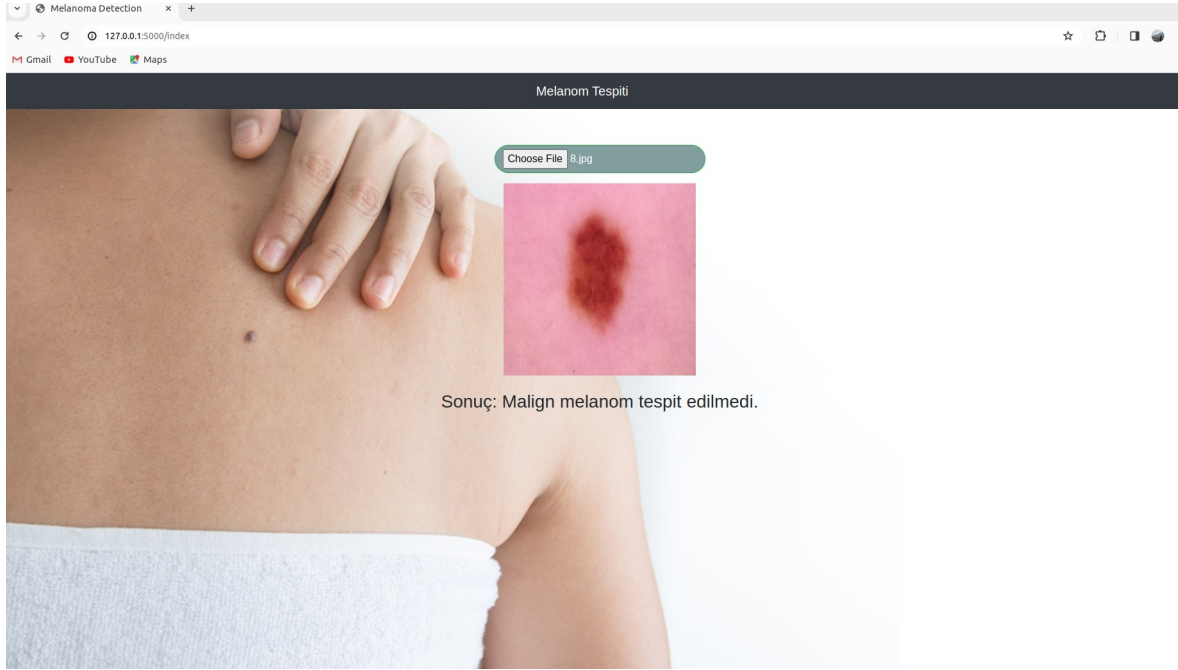 Melanoma Detection
127.0.0.1:5000/index
Gmail YouTube Maps
Melanom Tespiti
Choose File 8.jpg
Sonuç: Malign melanom tespit edilmedi.